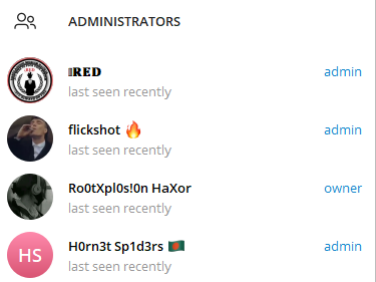 ADMINISTRATORS
𝐈𝐑𝐄𝐃 admin
last seen recently
flickshot 🔥 admin
last seen recently
Ro0tXpl0s!0n HaXor owner
last seen recently
HS H0rn3t Sp1d3rs 🇧🇩 admin
last seen recently